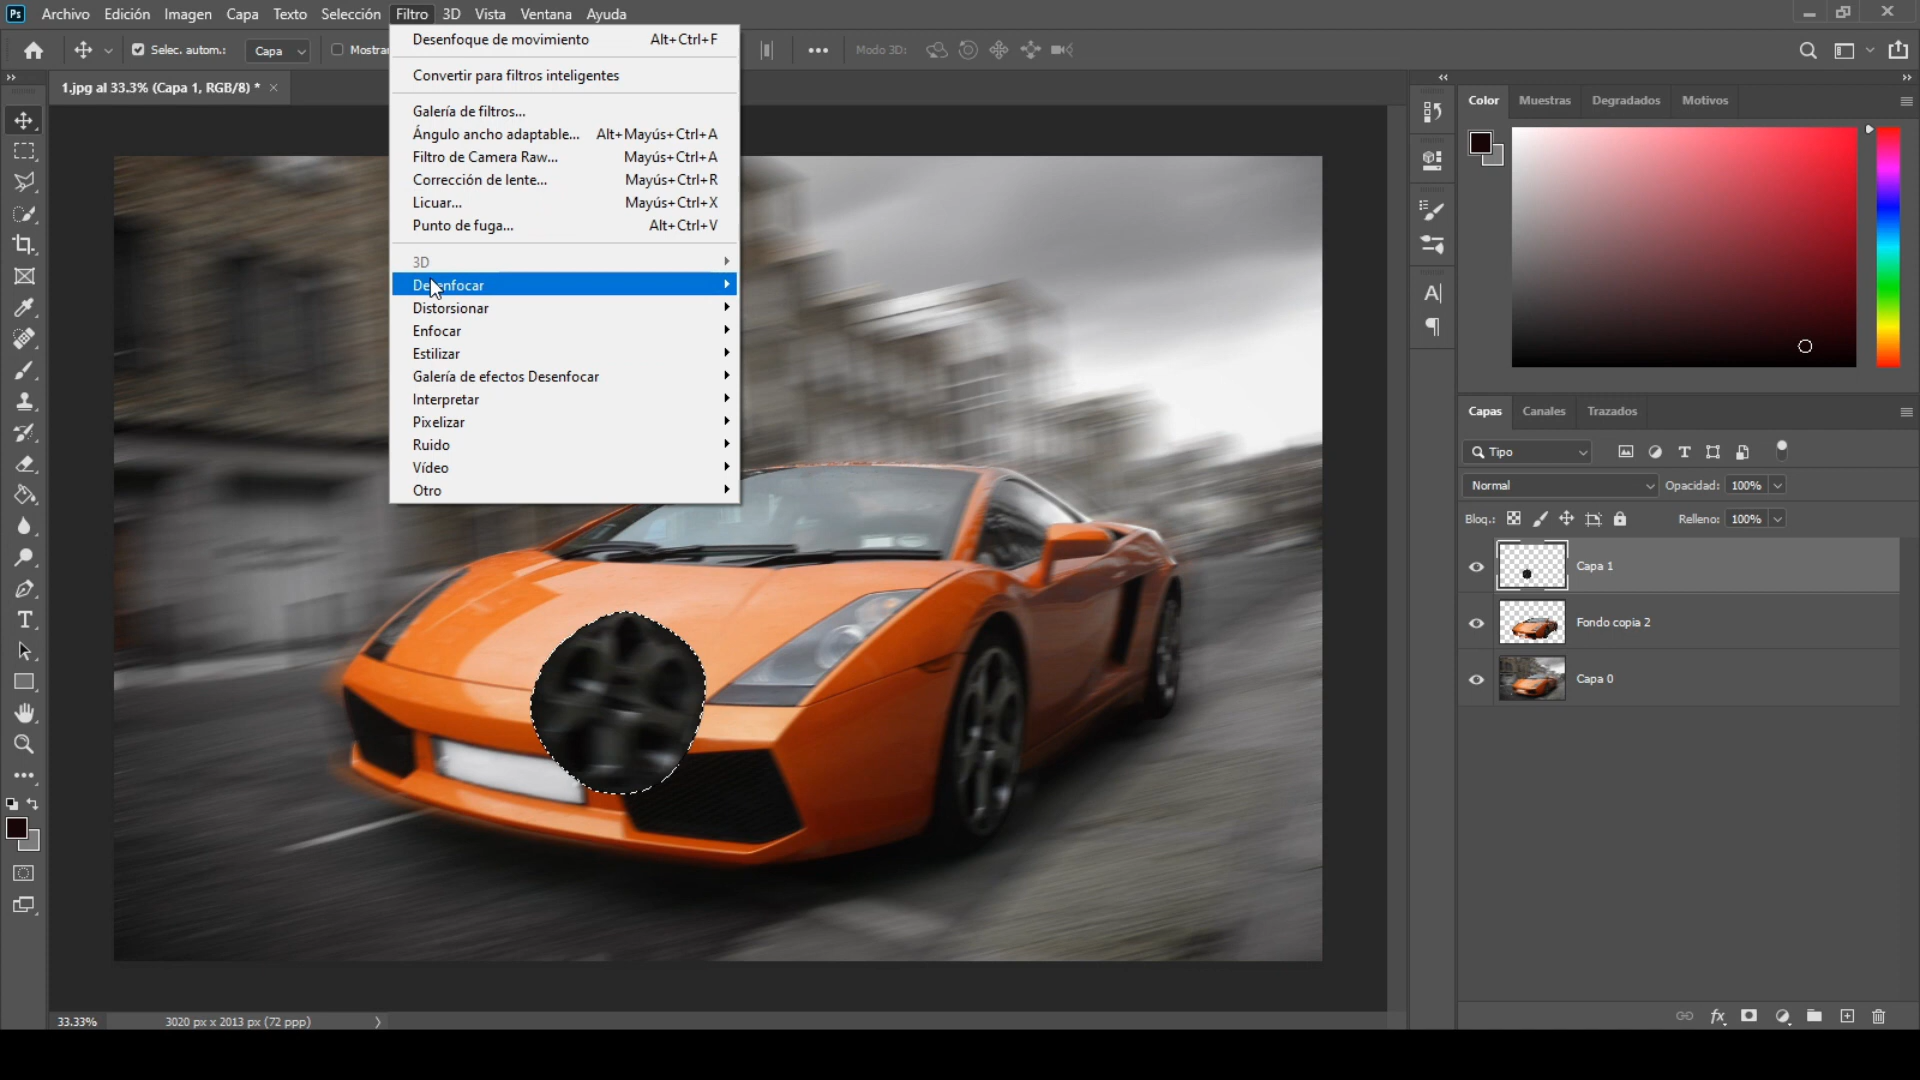 Ps Archivo Edición Imagen Capa Texto Selección Filtro 3D Vista Ventana Ayuda
Selec. autom.: Capa Mostrar Modo 3D:
1.jpg al 33.3% (Capa 1, RGB/8) * ×
Desenfoque de movimiento Alt+Ctrl+F
Convertir para filtros inteligentes
Galería de filtros...
Ángulo ancho adaptable... Alt+Mayús+Ctrl+A
Filtro de Camera Raw... Mayús+Ctrl+A
Corrección de lente... Mayús+Ctrl+R
Licuar... Mayús+Ctrl+X
Punto de fuga... Alt+Ctrl+V
3D
Desenfocar
Distorsionar
Enfocar
Estilizar
Galería de efectos Desenfocar
Interpretar
Pixelizar
Ruido
Vídeo
Otro
Color Muestras Degradados Motivos
Capas Canales Trazados
Tipo
Normal Opacidad: 100%
Bloq.: Relleno: 100%
Capa 1
Fondo copia 2
Capa 0
fx
33.33% 3020 px x 2013 px (72 ppp)